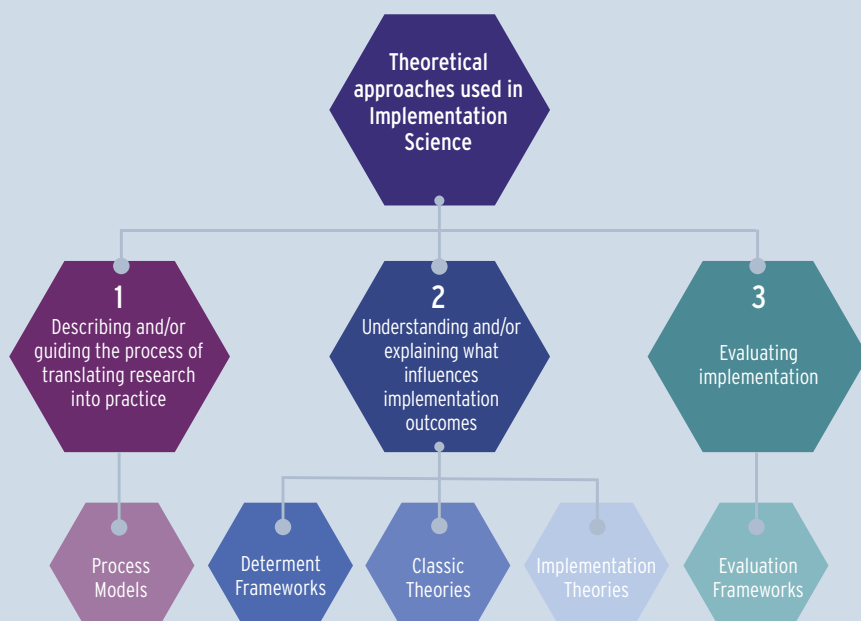 Theoretical
approaches used in
Implementation
Science
1
Describing and/or
guiding the process of
translating research
into practice
2
Understanding and/or
explaining what
influences
implementation
outcomes
3
Evaluating
implementation
Process
Models
Determent
Frameworks
Classic
Theories
Implementation
Theories
Evaluation
Frameworks